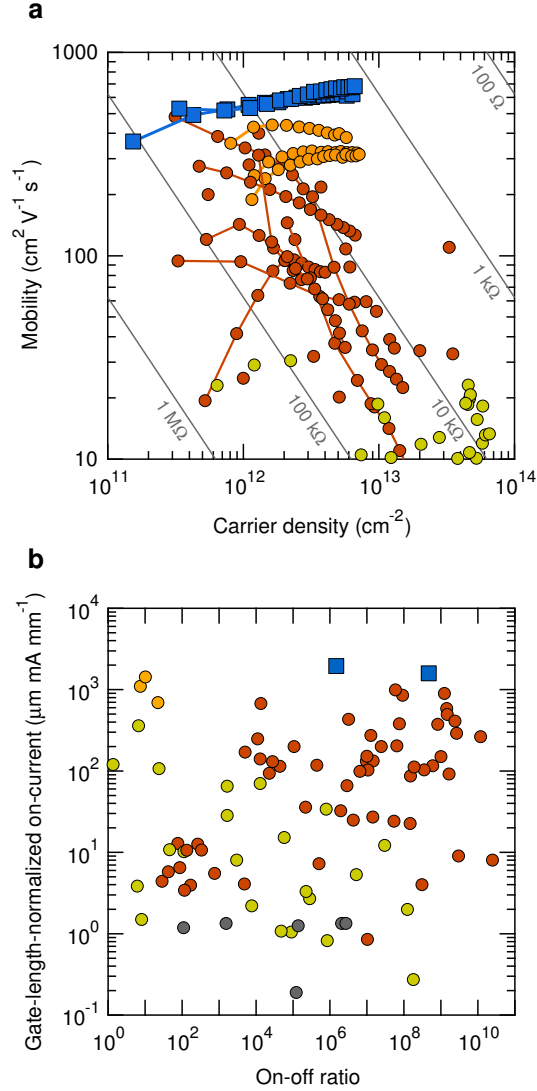 a
1000
100
10
Mobility (cm² V⁻¹ s⁻¹)
100 Ω
1 kΩ
10 kΩ
100 kΩ
1 MΩ
10¹¹ 10¹² 10¹³ 10¹⁴
Carrier density (cm⁻²)
b
10⁴
10³
10²
10¹
10⁰
10⁻¹
Gate-length-normalized on-current (μm mA mm⁻¹)
10⁰ 10² 10⁴ 10⁶ 10⁸ 10¹⁰
On-off ratio